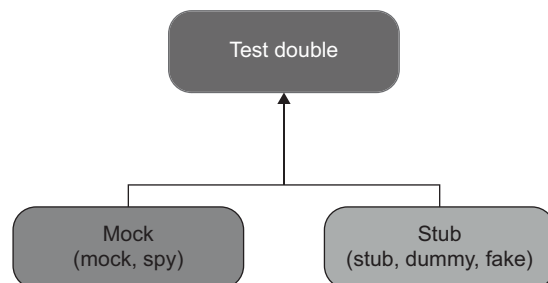 Test double
Mock
(mock, spy)
Stub
(stub, dummy, fake)